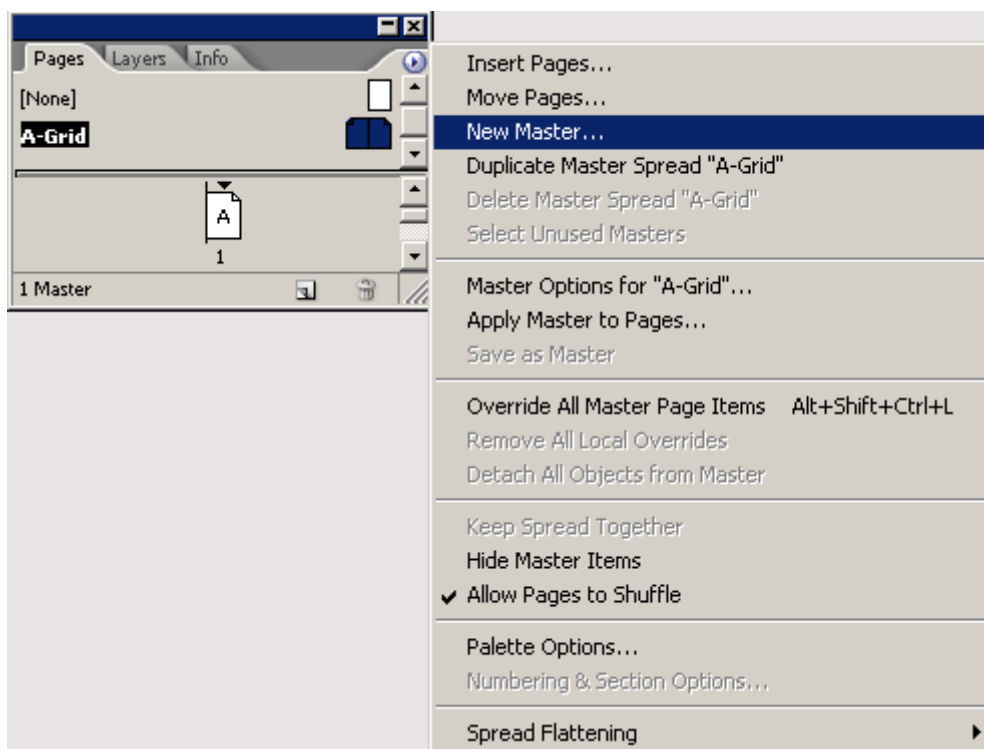 Pages Layers Info
[None]
A-Grid
A
1
1 Master
Insert Pages...
Move Pages...
New Master...
Duplicate Master Spread "A-Grid"
Delete Master Spread "A-Grid"
Select Unused Masters
Master Options for "A-Grid"...
Apply Master to Pages...
Save as Master
Override All Master Page Items Alt+Shift+Ctrl+L
Remove All Local Overrides
Detach All Objects from Master
Keep Spread Together
Hide Master Items
Allow Pages to Shuffle
Palette Options...
Numbering & Section Options...
Spread Flattening